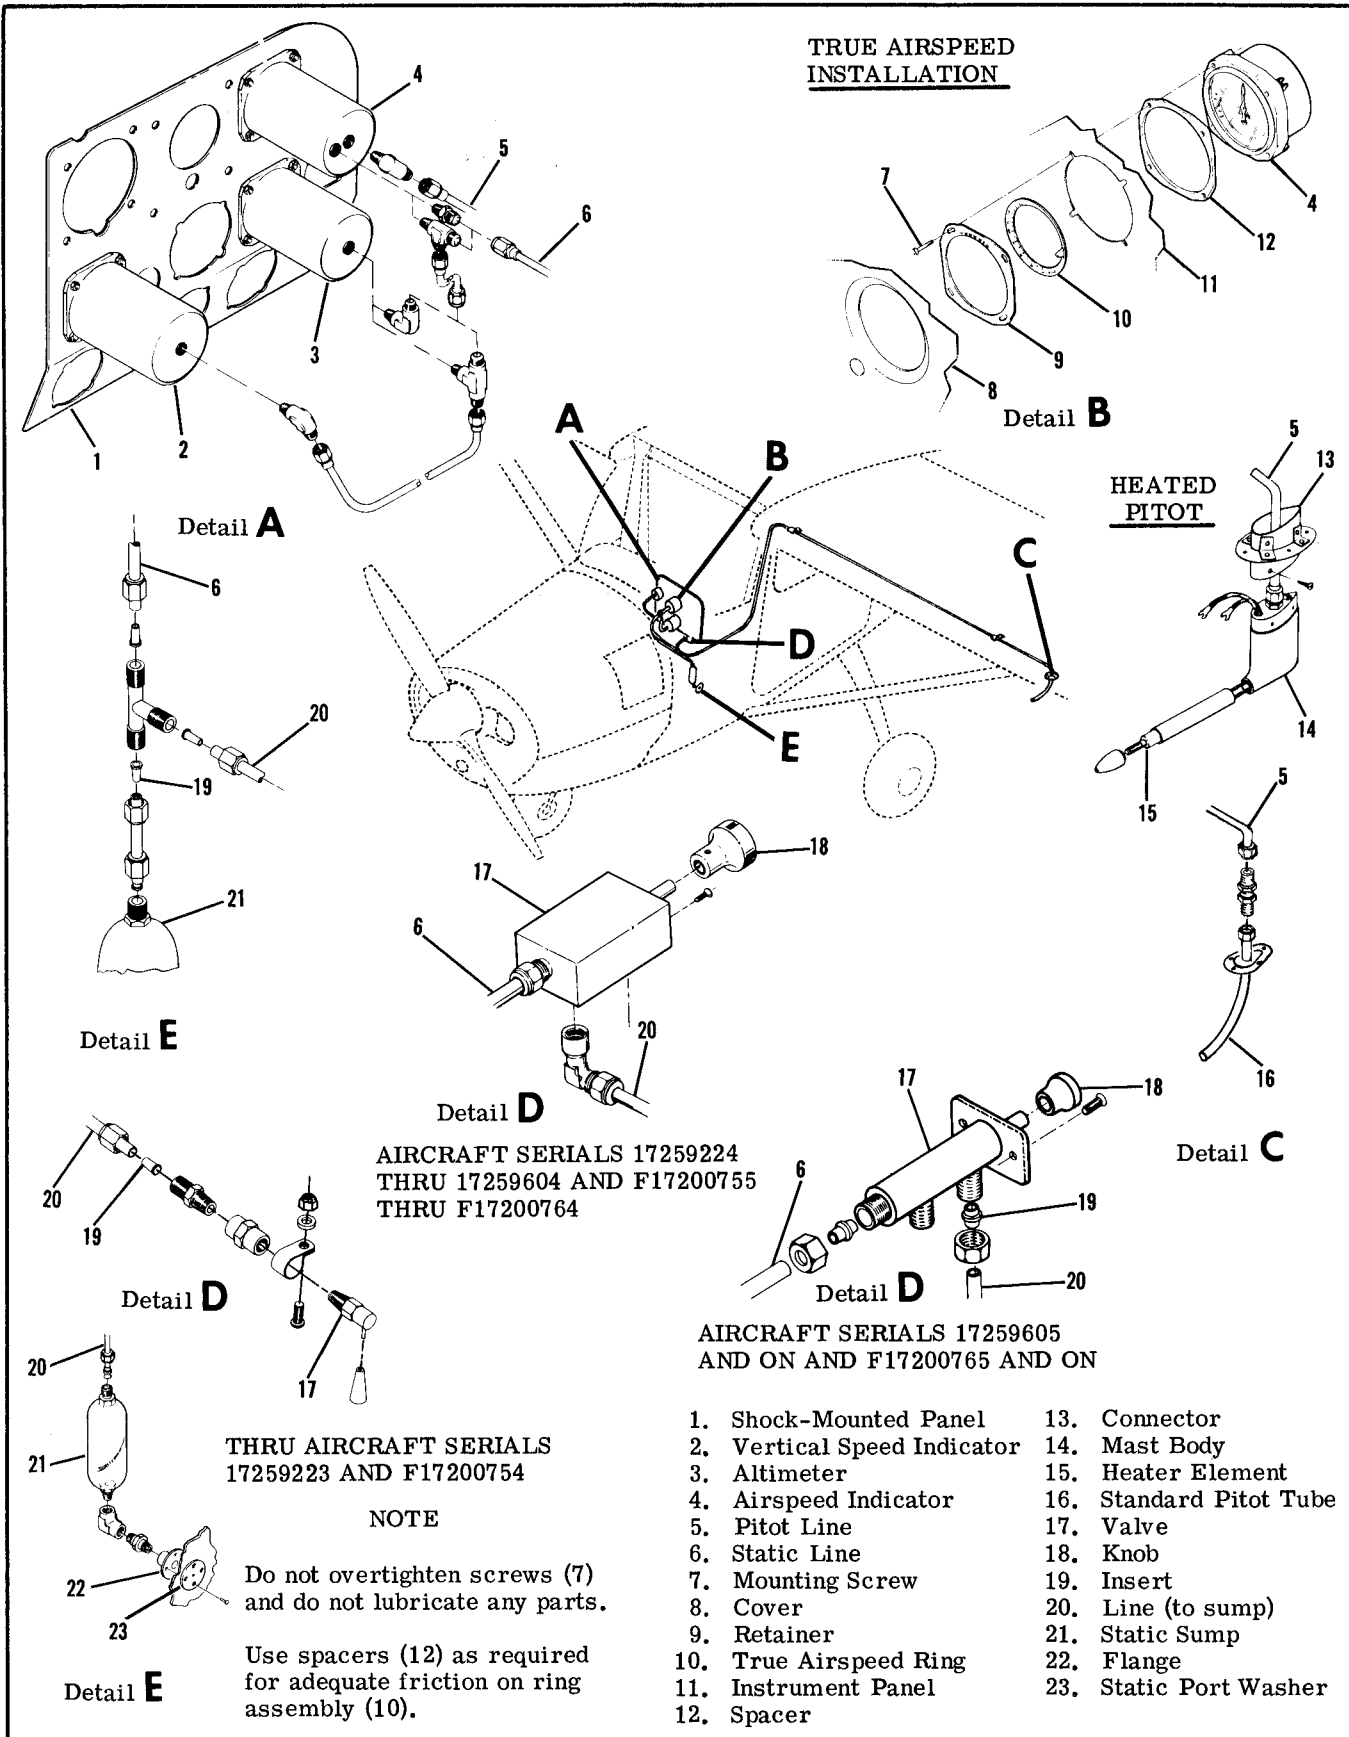 TRUE AIRSPEED
INSTALLATION
4
5
6
7
4
12
11
10
9
8
3
2
1
Detail B
Detail A
A
B
C
D
E
5
13
HEATED
PITOT
14
15
6
20
19
21
Detail E
17
18
6
20
Detail D
AIRCRAFT SERIALS 17259224
THRU 17259604 AND F17200755
THRU F17200764
5
16
Detail C
17
18
6
19
20
Detail D
AIRCRAFT SERIALS 17259605
AND ON AND F17200765 AND ON
20
19
17
Detail D
THRU AIRCRAFT SERIALS
17259223 AND F17200754
20
21
22
23
Detail E
NOTE
Do not overtighten screws (7)
and do not lubricate any parts.
Use spacers (12) as required
for adequate friction on ring
assembly (10).
1. Shock-Mounted Panel
2. Vertical Speed Indicator
3. Altimeter
4. Airspeed Indicator
5. Pitot Line
6. Static Line
7. Mounting Screw
8. Cover
9. Retainer
10. True Airspeed Ring
11. Instrument Panel
12. Spacer
13. Connector
14. Mast Body
15. Heater Element
16. Standard Pitot Tube
17. Valve
18. Knob
19. Insert
20. Line (to sump)
21. Static Sump
22. Flange
23. Static Port Washer